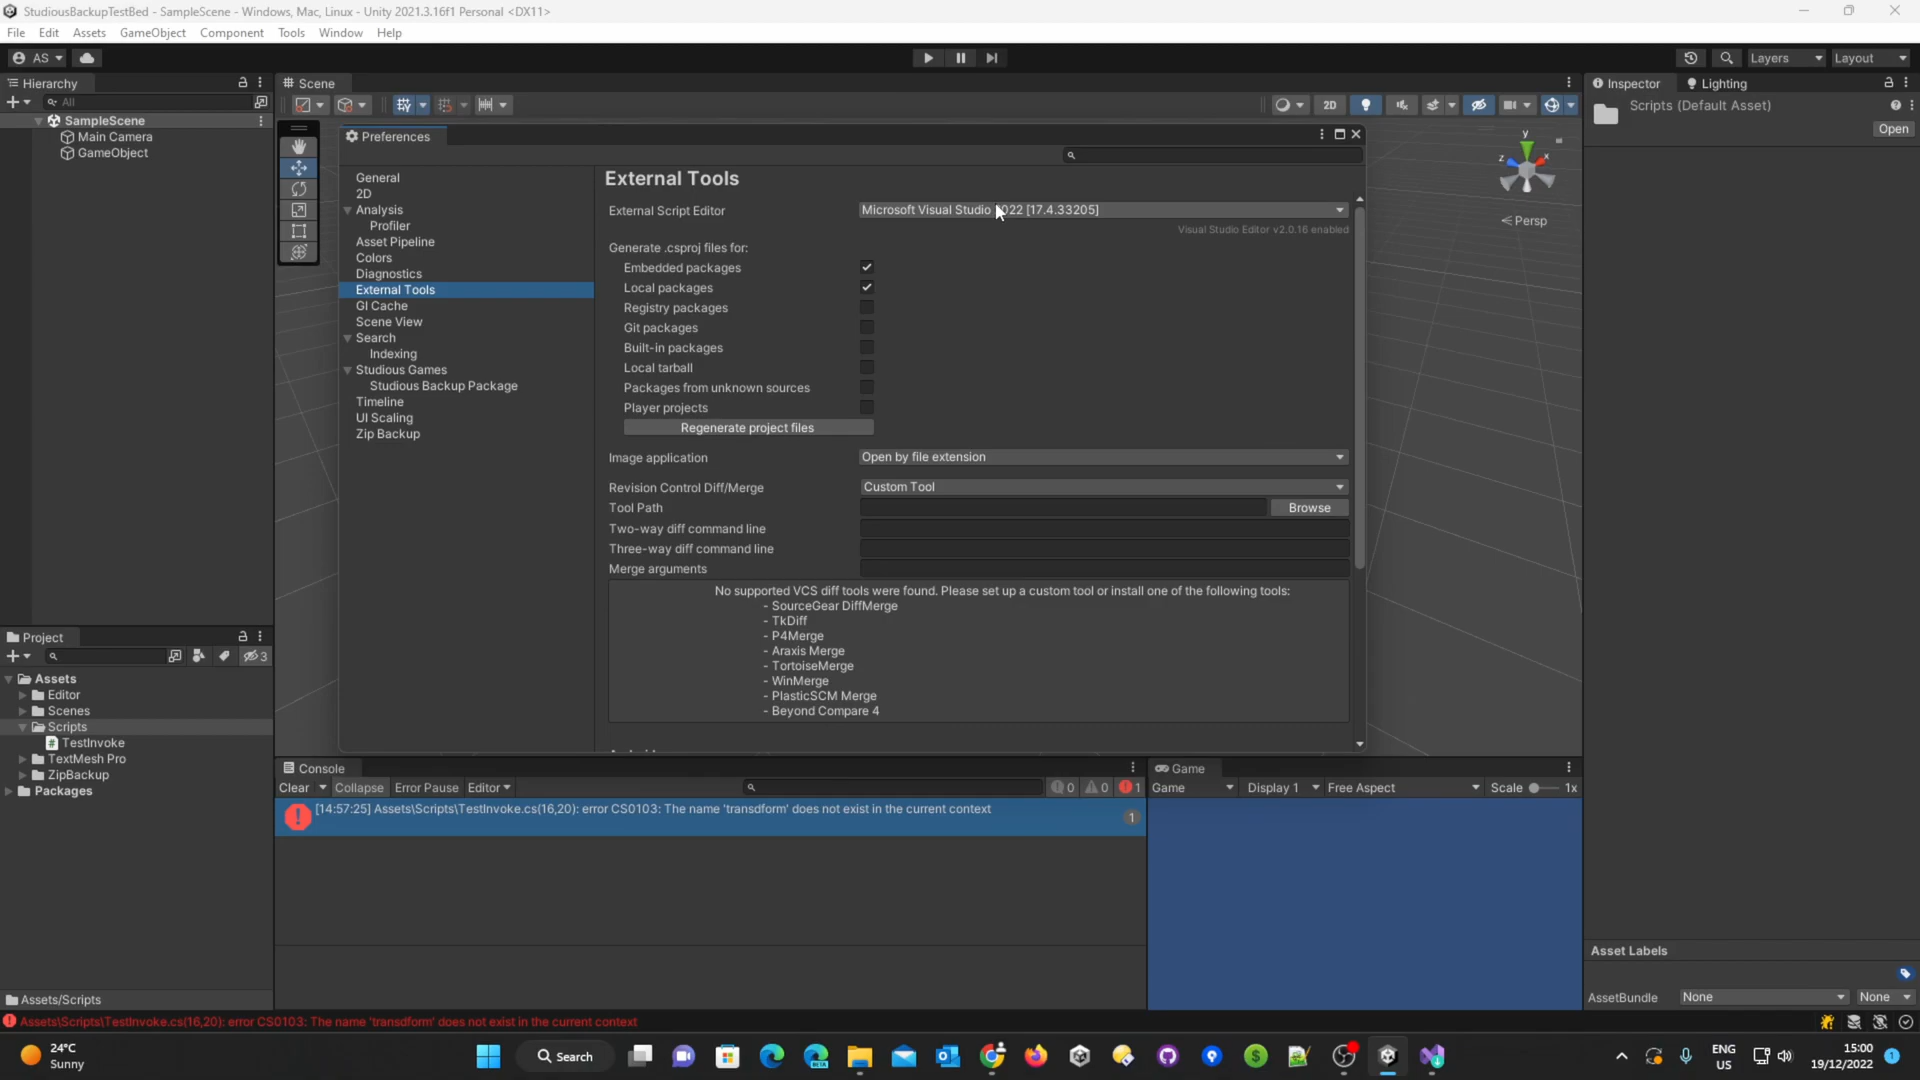 StudiousBackupTestBed - SampleScene - Windows, Mac, Linux - Unity 2021.3.16f1 Personal <DX11>
File Edit Assets GameObject Component Tools Window Help
AS Layers Layout
Hierarchy
All
SampleScene
Main Camera
GameObject
Scene
2D
Persp
y
x
z
Preferences
General
2D
Analysis
Profiler
Asset Pipeline
Colors
Diagnostics
External Tools
GI Cache
Scene View
Search
Indexing
Studious Games
Studious Backup Package
Timeline
UI Scaling
Zip Backup
External Tools
External Script Editor Microsoft Visual Studio 2022 [17.4.33205]
Visual Studio Editor v2.0.16 enabled
Generate .csproj files for:
Embedded packages
Local packages
Registry packages
Git packages
Built-in packages
Local tarball
Packages from unknown sources
Player projects
Regenerate project files
Image application Open by file extension
Revision Control Diff/Merge Custom Tool
Tool Path Browse
Two-way diff command line
Three-way diff command line
Merge arguments
No supported VCS diff tools were found. Please set up a custom tool or install one of the following tools:
- SourceGear DiffMerge
- TkDiff
- P4Merge
- Araxis Merge
- TortoiseMerge
- WinMerge
- PlasticSCM Merge
- Beyond Compare 4
Inspector Lighting
Scripts (Default Asset)
Open
Project
3
Assets
Editor
Scenes
Scripts
TestInvoke
TextMesh Pro
ZipBackup
Packages
Assets/Scripts
Console
Clear Collapse Error Pause Editor 0 0 1
[14:57:25] Assets\Scripts\TestInvoke.cs(16,20): error CS0103: The name 'transdform' does not exist in the current context
1
Game
Game Display 1 Free Aspect Scale 1x
Asset Labels
AssetBundle None None
Assets\Scripts\TestInvoke.cs(16,20): error CS0103: The name 'transdform' does not exist in the current context
24°C
Sunny
Search
BETA
ENG
US
15:00
19/12/2022
1